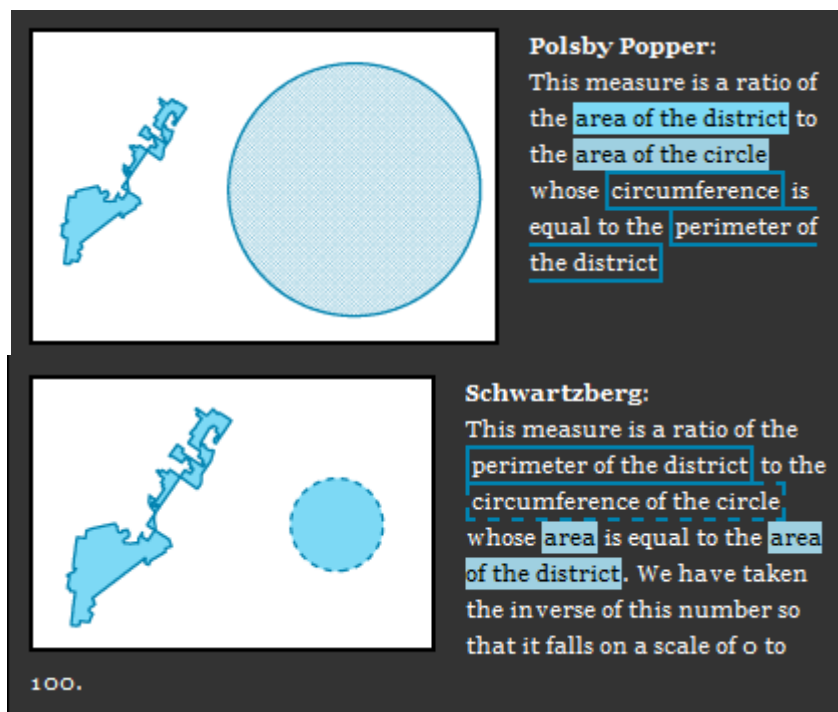 Polsby Popper:
This measure is a ratio of
the area of the district to
the area of the circle
whose circumference is
equal to the perimeter of
the district
Schwartzberg:
This measure is a ratio of the
perimeter of the district to the
circumference of the circle
whose area is equal to the area
of the district. We have taken
the inverse of this number so
that it falls on a scale of 0 to
100.